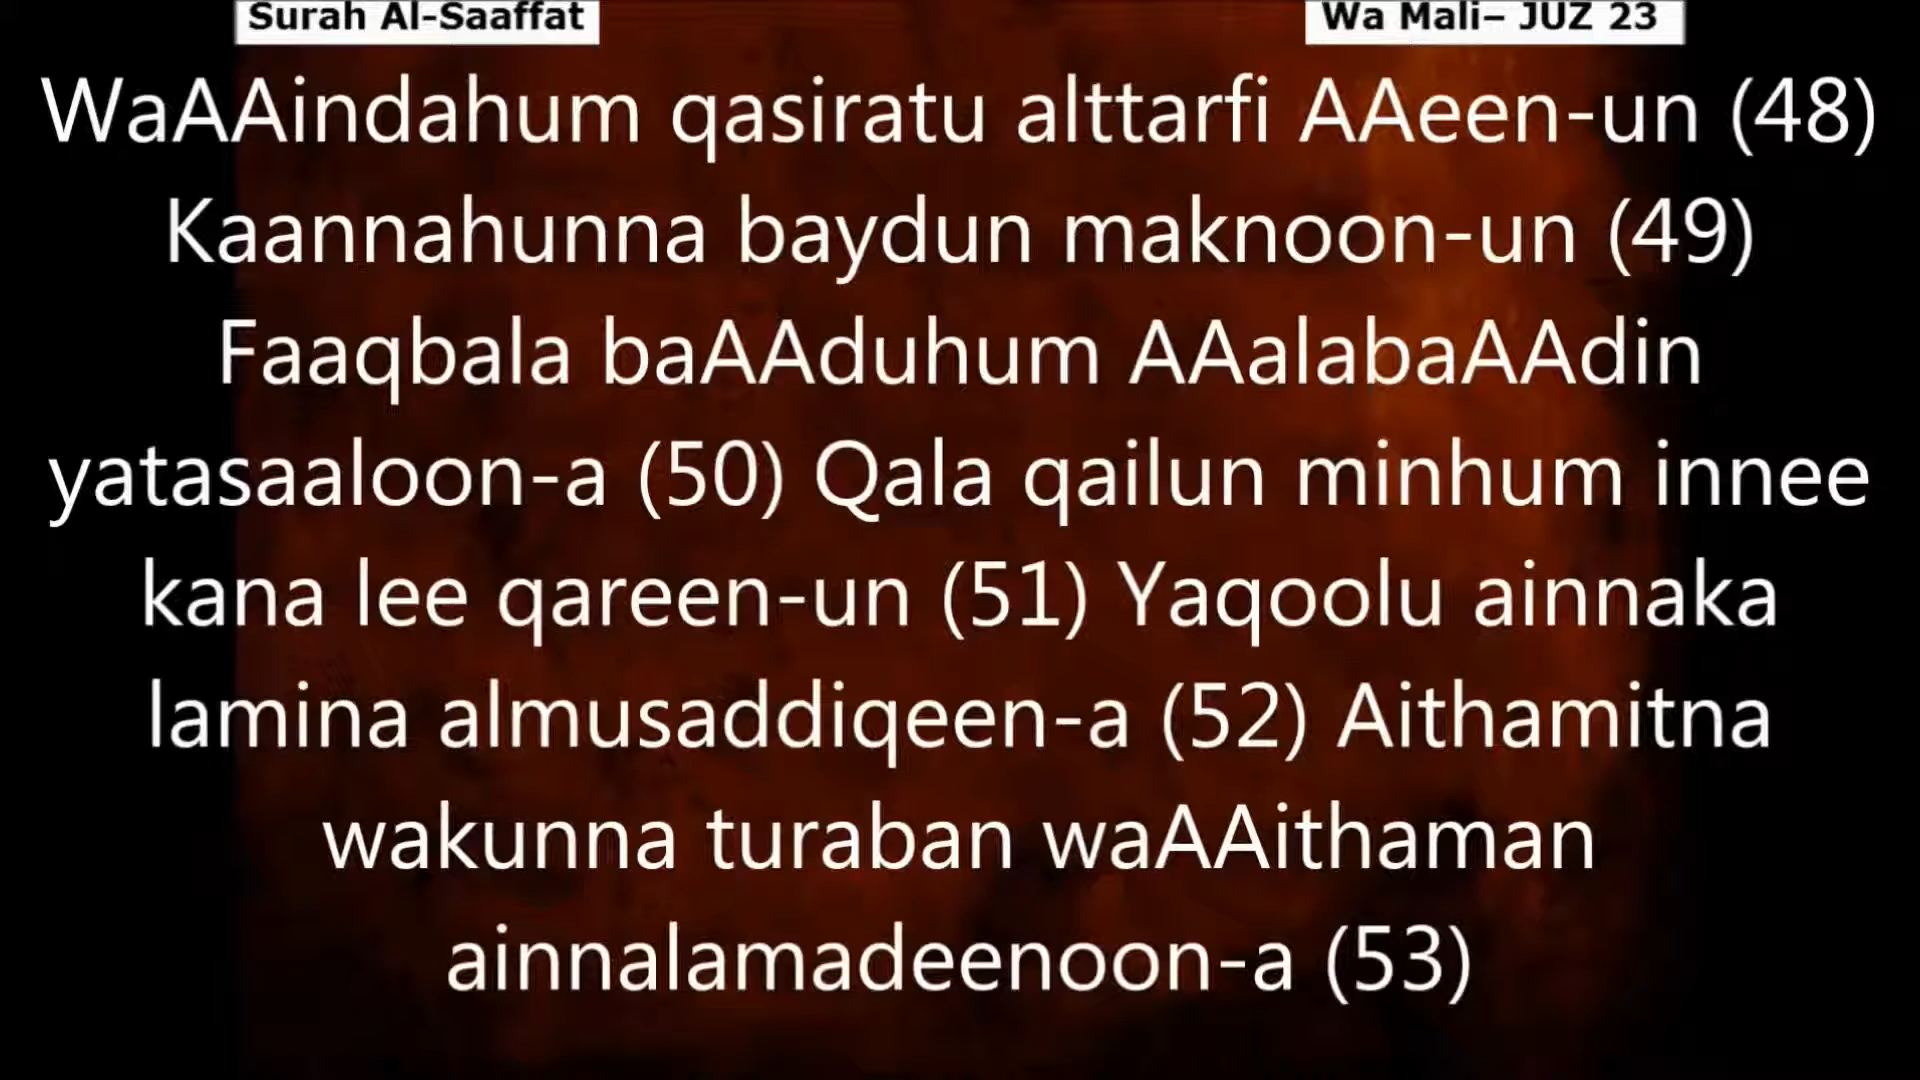 Surah Al-Saaffat
Wa Mali– JUZ 23
WaAAindahum qasiratu alttarfi AAeen-un (48)
Kaannahunna baydun maknoon-un (49)
Faaqbala baAAduhum AAalabaAAdin
yatasaaloon-a (50) Qala qailun minhum innee
kana lee qareen-un (51) Yaqoolu ainnaka
lamina almusaddiqeen-a (52) Aithamitna
wakunna turaban waAAithaman
ainnalamadeenoon-a (53)